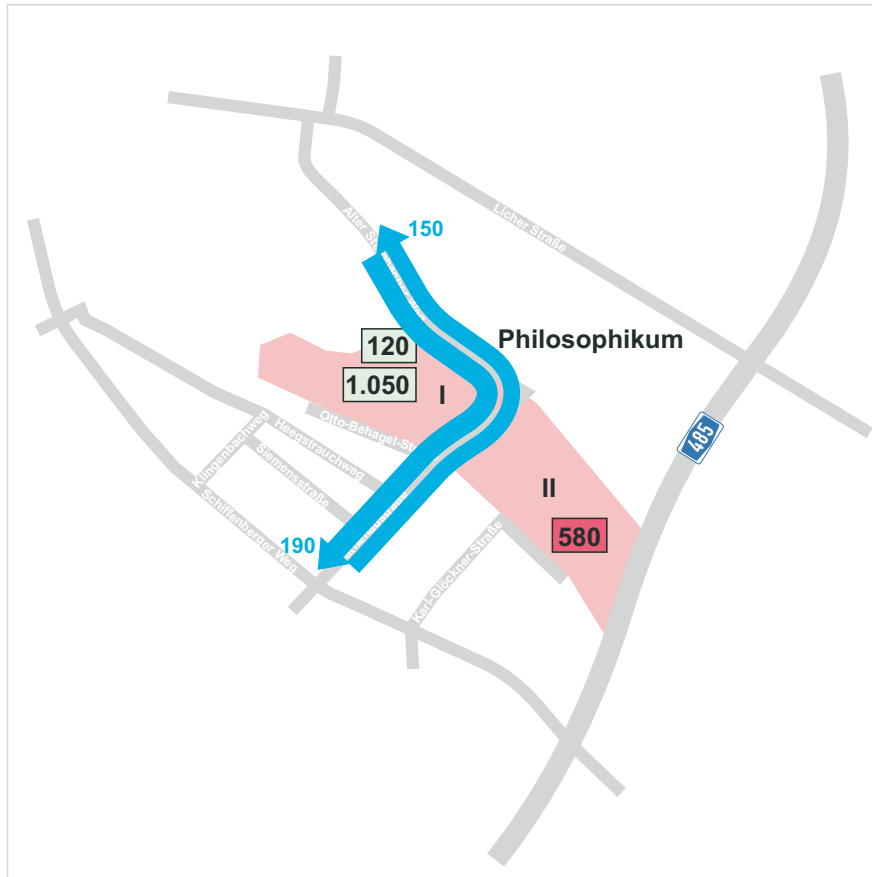 Licher Straße
150
Philosophikum
120
1.050
I
Otto-Behagel-St
Heegstrauchweg
Klingenbachweg
Siemensstraße
485
II
Schiffenberger Weg
190
580
Karl-Glöckner-Straße